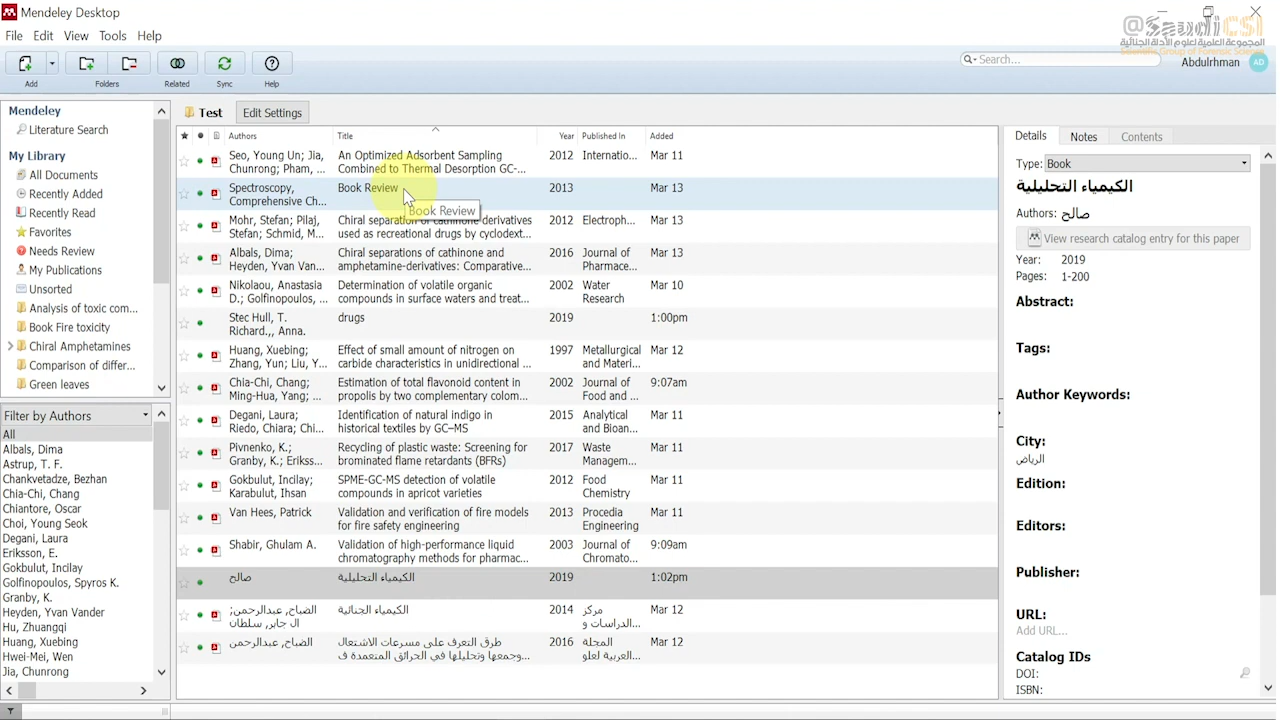 Mendeley Desktop
@SaudiCSI
المجموعة العلمية لعلوم الأدلة الجنائية
Scientific Group of Forensic Science
File Edit View Tools Help
Add Folders Related Sync Help
Search...
Abdulrhman AD
Mendeley
Literature Search
My Library
All Documents
Recently Added
Recently Read
Favorites
Needs Review
My Publications
Unsorted
Analysis of toxic com...
Book Fire toxicity
Chiral Amphetamines
Comparison of differ...
Green leaves
Filter by Authors
All
Albals, Dima
Astrup, T. F.
Chankvetadze, Bezhan
Chia-Chi, Chang
Chiantore, Oscar
Choi, Young Seok
Degani, Laura
Eriksson, E.
Gokbulut, Incilay
Golfinopoulos, Spyros K.
Granby, K.
Heyden, Yvan Vander
Hu, Zhuangqi
Huang, Xuebing
Hwei-Mei, Wen
Jia, Chunrong
Test Edit Settings
Authors Title Year Published In Added
Seo, Young Un; Jia, An Optimized Adsorbent Sampling 2012 Internatio... Mar 11
Chunrong; Pham, ... Combined to Thermal Desorption GC-...
Spectroscopy, Book Review 2013 Mar 13
Comprehensive Ch...
Book Review
Mohr, Stefan; Pilaj, Chiral separation of cathinone derivatives 2012 Electroph... Mar 13
Stefan; Schmid, M... used as recreational drugs by cyclodext...
Albals, Dima; Chiral separations of cathinone and 2016 Journal of Mar 13
Heyden, Yvan Van... amphetamine-derivatives: Comparative... Pharmace...
Nikolaou, Anastasia Determination of volatile organic 2002 Water Mar 10
D.; Golfinopoulos, ... compounds in surface waters and treat... Research
Stec Hull, T. drugs 2019 1:00pm
Richard.,, Anna.
Huang, Xuebing; Effect of small amount of nitrogen on 1997 Metallurgical Mar 12
Zhang, Yun; Liu, Y... carbide characteristics in unidirectional ... and Materi...
Chia-Chi, Chang; Estimation of total flavonoid content in 2002 Journal of 9:07am
Ming-Hua, Yang; ... propolis by two complementary colom... Food and ...
Degani, Laura; Identification of natural indigo in 2015 Analytical Mar 11
Riedo, Chiara; Chi... historical textiles by GC–MS and Bioan...
Pivnenko, K.; Recycling of plastic waste: Screening for 2017 Waste Mar 11
Granby, K.; Erikss... brominated flame retardants (BFRs) Managem...
Gokbulut, Incilay; SPME-GC-MS detection of volatile 2012 Food Mar 11
Karabulut, Ihsan compounds in apricot varieties Chemistry
Van Hees, Patrick Validation and verification of fire models 2013 Procedia Mar 11
for fire safety engineering Engineering
Shabir, Ghulam A. Validation of high-performance liquid 2003 Journal of 9:09am
chromatography methods for pharmac... Chromato...
صالح الكيمياء التحليلية 2019 1:02pm
الضباح, عبدالرحمن; الكيمياء الجنائية 2014 مركز Mar 12
ال جابر, سلطان الدراسات و...
الضباح, عبدالرحمن طرق التعرف على مسرعات الاشتعال 2016 المجلة Mar 12
وجمعها وتحليلها في الحرائق المتعمدة ف... العربية لعلو...
Details Notes Contents
Type: Book
الكيمياء التحليلية
Authors: صالح
View research catalog entry for this paper
Year: 2019
Pages: 1-200
Abstract:
Tags:
Author Keywords:
City:
الرياض
Edition:
Editors:
Publisher:
URL:
Add URL...
Catalog IDs
DOI:
ISBN: